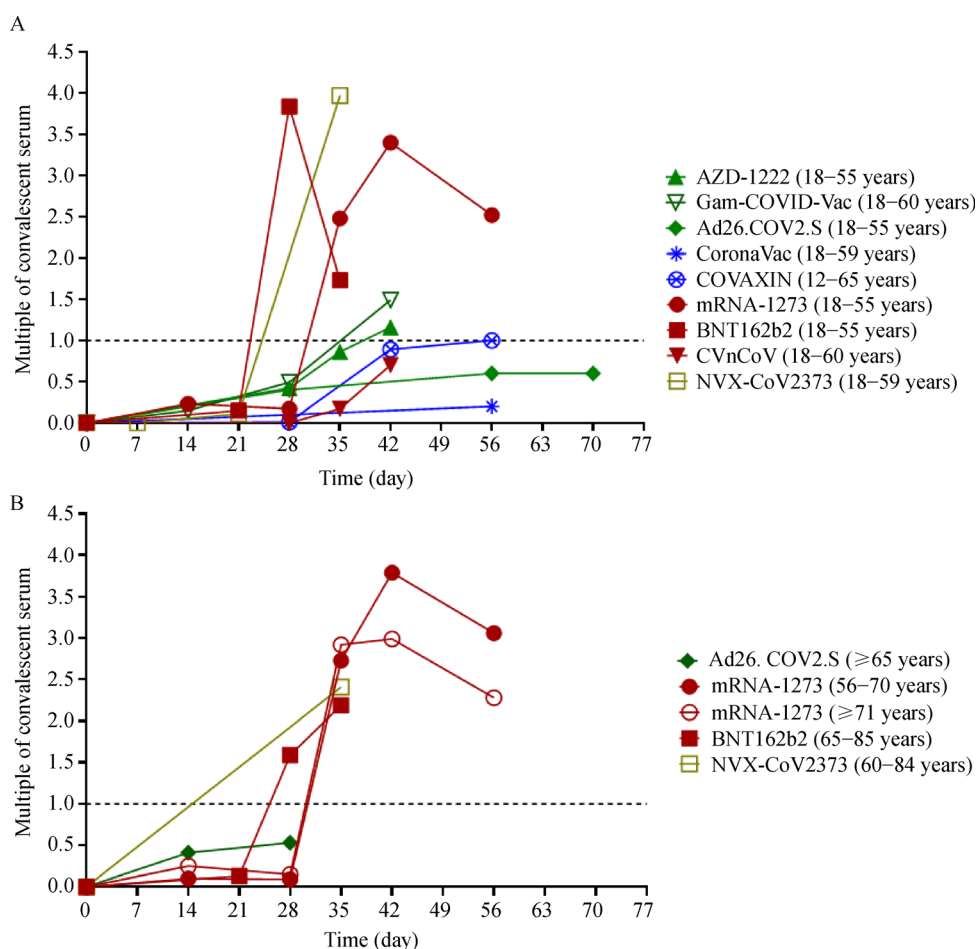 A
Multiple of convalescent serum
4.5
4.0
3.5
3.0
2.5
2.0
1.5
1.0
0.5
0.0
0 7 14 21 28 35 42 49 56 63 70 77
Time (day)
AZD-1222 (18−55 years)
Gam-COVID-Vac (18−60 years)
Ad26.COV2.S (18−55 years)
CoronaVac (18−59 years)
COVAXIN (12−65 years)
mRNA-1273 (18−55 years)
BNT162b2 (18−55 years)
CVnCoV (18−60 years)
NVX-CoV2373 (18−59 years)
B
Multiple of convalescent serum
4.5
4.0
3.5
3.0
2.5
2.0
1.5
1.0
0.5
0.0
0 7 14 21 28 35 42 49 56 63 70 77
Time (day)
Ad26. COV2.S (⩾65 years)
mRNA-1273 (56−70 years)
mRNA-1273 (⩾71 years)
BNT162b2 (65−85 years)
NVX-CoV2373 (60−84 years)